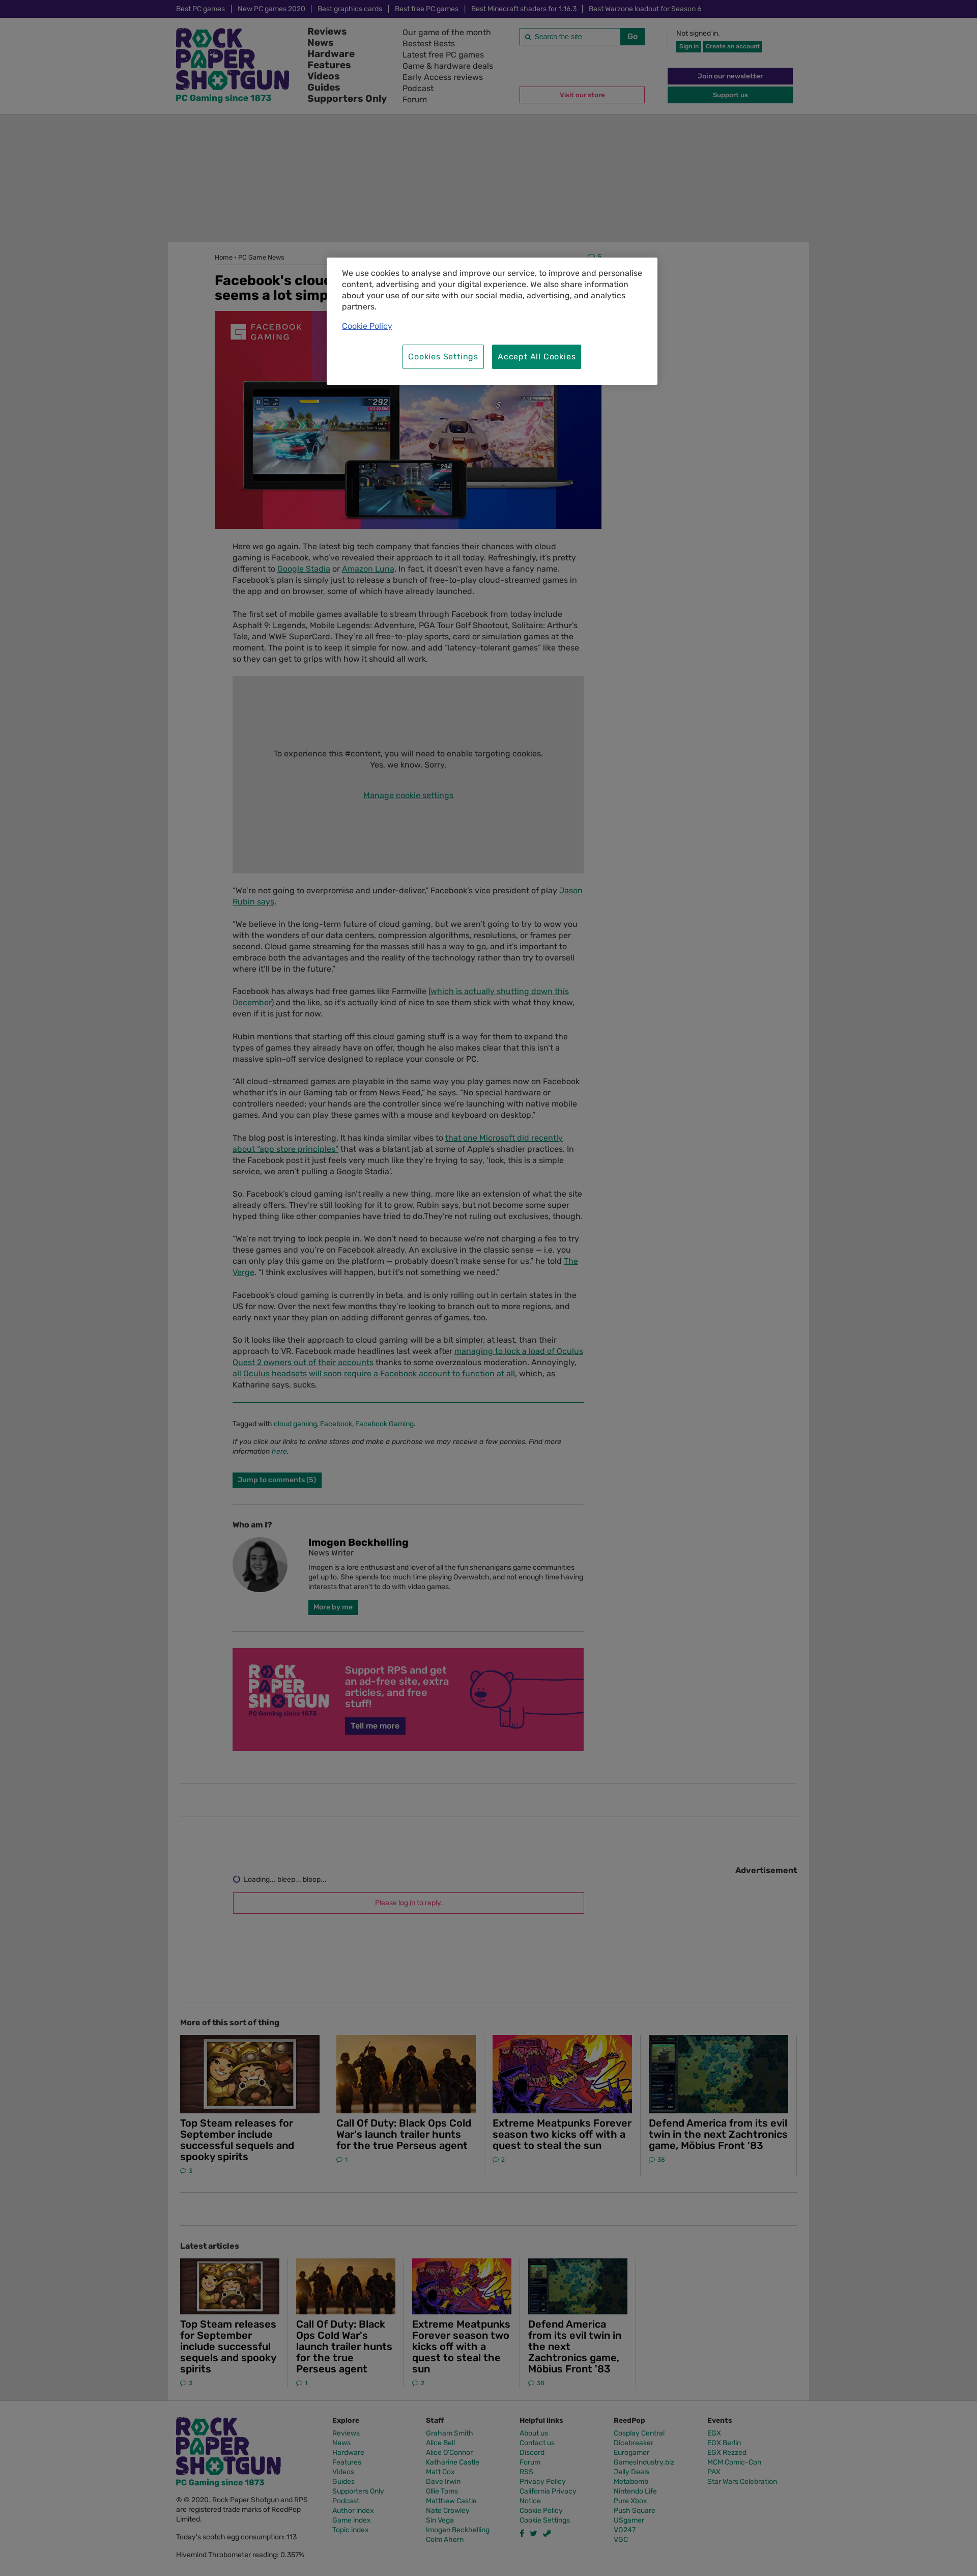 Best PC games
New PC games 2020
Best graphics cards
Best free PC games
Best Minecraft shaders for 1.16.3
Best Warzone loadout for Season 6
ROCK
PAPER
SHOTGUN
PC Gaming since 1873
Reviews
News
Hardware
Features
Videos
Guides
Supporters Only
Our game of the month
Bestest Bests
Latest free PC games
Game & hardware deals
Early Access reviews
Podcast
Forum
Search the site
Go
Visit our store
Not signed in.
Sign in
Create an account
Join our newsletter
Support us
Home • PC Game News
5
Facebook's cloud
seems a lot simp
We use cookies to analyse and improve our service, to improve and personalise
content, advertising and your digital experience. We also share information
about your use of our site with our social media, advertising, and analytics
partners.
Cookie Policy
Cookies Settings
Accept All Cookies
FACEBOOK
GAMING
292
292
Here we go again. The latest big tech company that fancies their chances with cloud
gaming is Facebook, who've revealed their approach to it all today. Refreshingly, it's pretty
different to Google Stadia or Amazon Luna. In fact, it doesn't even have a fancy name.
Facebook's plan is simply just to release a bunch of free-to-play cloud-streamed games in
the app and on browser, some of which have already launched.
The first set of mobile games available to stream through Facebook from today include
Asphalt 9: Legends, Mobile Legends: Adventure, PGA Tour Golf Shootout, Solitaire: Arthur's
Tale, and WWE SuperCard. They're all free-to-play sports, card or simulation games at the
moment. The point is to keep it simple for now, and add "latency-tolerant games" like these
so they can get to grips with how it should all work.
To experience this #content, you will need to enable targeting cookies.
Yes, we know. Sorry.
Manage cookie settings
"We're not going to overpromise and under-deliver," Facebook's vice president of play Jason
Rubin says.
"We believe in the long-term future of cloud gaming, but we aren't going to try to wow you
with the wonders of our data centers, compression algorithms, resolutions, or frames per
second. Cloud game streaming for the masses still has a way to go, and it's important to
embrace both the advantages and the reality of the technology rather than try to oversell
where it'll be in the future."
Facebook has always had free games like Farmville (which is actually shutting down this
December) and the like, so it's actually kind of nice to see them stick with what they know,
even if it is just for now.
Rubin mentions that starting off this cloud gaming stuff is a way for them to expand the
types of games they already have on offer, though he also makes clear that this isn't a
massive spin-off service designed to replace your console or PC.
"All cloud-streamed games are playable in the same way you play games now on Facebook
whether it's in our Gaming tab or from News Feed," he says. "No special hardware or
controllers needed; your hands are the controller since we're launching with native mobile
games. And you can play these games with a mouse and keyboard on desktop."
The blog post is interesting. It has kinda similar vibes to that one Microsoft did recently
about "app store principles" that was a blatant jab at some of Apple's shadier practices. In
the Facebook post it just feels very much like they're trying to say, 'look, this is a simple
service, we aren't pulling a Google Stadia'.
So, Facebook's cloud gaming isn't really a new thing, more like an extension of what the site
already offers. They're still looking for it to grow, Rubin says, but not become some super
hyped thing like other companies have tried to do.They're not ruling out exclusives, though.
"We're not trying to lock people in. We don't need to because we're not charging a fee to try
these games and you're on Facebook already. An exclusive in the classic sense — i.e. you
can only play this game on the platform — probably doesn't make sense for us," he told The
Verge. "I think exclusives will happen, but it's not something we need."
Facebook's cloud gaming is currently in beta, and is only rolling out in certain states in the
US for now. Over the next few months they're looking to branch out to more regions, and
early next year they plan on adding different genres of games, too.
So it looks like their approach to cloud gaming will be a bit simpler, at least, than their
approach to VR. Facebook made headlines last week after managing to lock a load of Oculus
Quest 2 owners out of their accounts thanks to some overzealous moderation. Annoyingly,
all Oculus headsets will soon require a Facebook account to function at all, which, as
Katharine says, sucks.
Tagged with cloud gaming, Facebook, Facebook Gaming.
If you click our links to online stores and make a purchase we may receive a few pennies. Find more
information here.
Jump to comments (5)
Who am I?
Imogen Beckhelling
News Writer
Imogen is a lore enthusiast and lover of all the fun shenanigans game communities
get up to. She spends too much time playing Overwatch, and not enough time having
interests that aren't to do with video games.
More by me
ROCK
PAPER
SHOTGUN
PC Gaming since 1873
Support RPS and get
an ad-free site, extra
articles, and free
stuff!
Tell me more
Advertisement
Loading... bleep... bloop...
Please log in to reply.
More of this sort of thing
Top Steam releases for
September include
successful sequels and
spooky spirits
3
Call Of Duty: Black Ops Cold
War's launch trailer hunts
for the true Perseus agent
1
Extreme Meatpunks Forever
season two kicks off with a
quest to steal the sun
2
Defend America from its evil
twin in the next Zachtronics
game, Möbius Front '83
38
Latest articles
Top Steam releases
for September
include successful
sequels and spooky
spirits
3
Call Of Duty: Black
Ops Cold War's
launch trailer hunts
for the true
Perseus agent
1
Extreme Meatpunks
Forever season two
kicks off with a
quest to steal the
sun
2
Defend America
from its evil twin in
the next
Zachtronics game,
Möbius Front '83
38
ROCK
PAPER
SHOTGUN
PC Gaming since 1873
® © 2020. Rock Paper Shotgun and RPS
are registered trade marks of ReedPop
Limited.
Today's scotch egg consumption: 113
Hivemind Throbometer reading: 0.357%
Explore
Reviews
News
Hardware
Features
Videos
Guides
Supporters Only
Podcast
Author index
Game index
Topic index
Staff
Graham Smith
Alice Bell
Alice O'Connor
Katharine Castle
Matt Cox
Dave Irwin
Ollie Toms
Matthew Castle
Nate Crowley
Sin Vega
Imogen Beckhelling
Colm Ahern
Helpful links
About us
Contact us
Discord
Forum
RSS
Privacy Policy
California Privacy
Notice
Cookie Policy
Cookie Settings
ReedPop
Cosplay Central
Dicebreaker
Eurogamer
GamesIndustry.biz
Jelly Deals
Metabomb
Nintendo Life
Pure Xbox
Push Square
USgamer
VG247
VGC
Events
EGX
EGX Berlin
EGX Rezzed
MCM Comic-Con
PAX
Star Wars Celebration